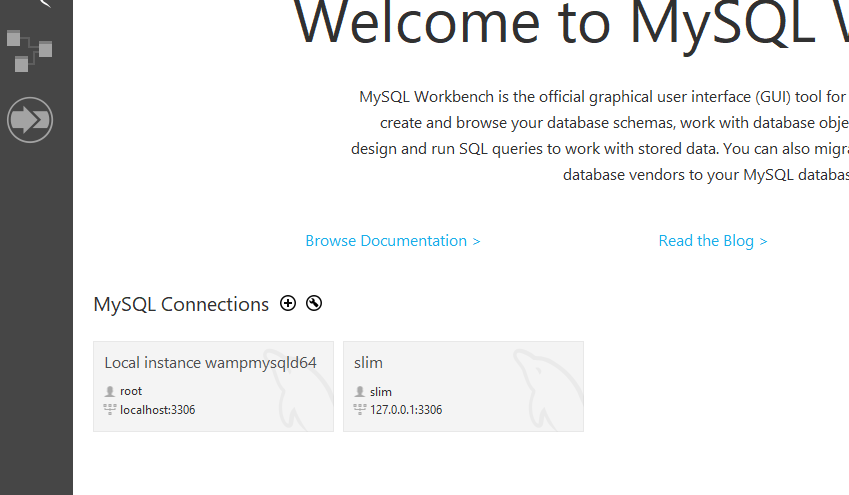 Welcome to MySQL
MySQL Workbench is the official graphical user interface (GUI) tool for
create and browse your database schemas, work with database obje
design and run SQL queries to work with stored data. You can also migra
database vendors to your MySQL databas
Browse Documentation >
Read the Blog >
MySQL Connections
Local instance wampmysqld64
root
localhost:3306
slim
slim
127.0.0.1:3306